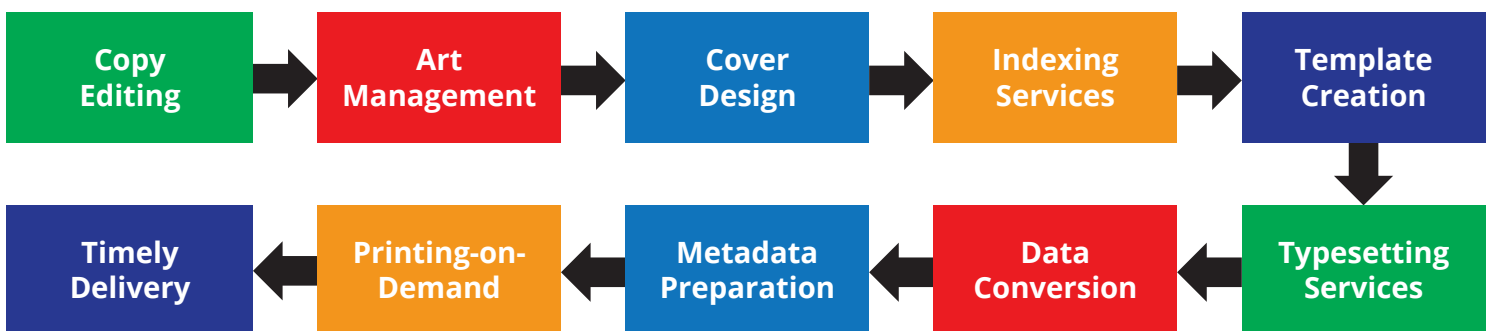 Copy
Editing
Art
Management
Cover
Design
Indexing
Services
Template
Creation
Typesetting
Services
Data
Conversion
Metadada
Preparation
Printing-on-
Demand
Timely
Delivery